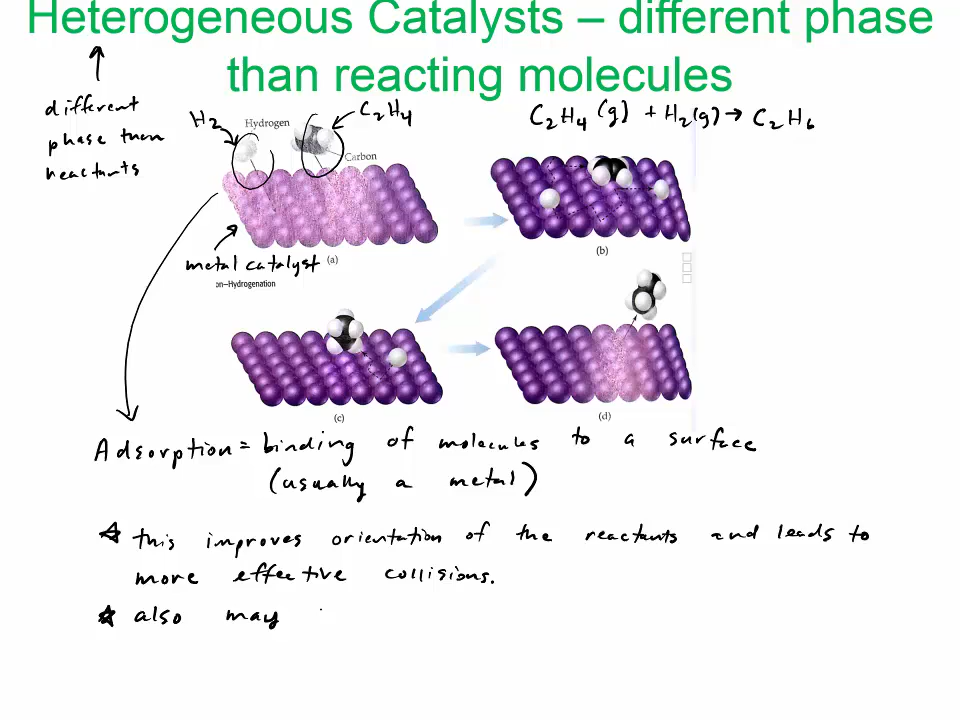 Heterogeneous Catalysts – different phase
than reacting molecules
different
phase than
reactants
H2
Hydrogen
C2H4
Carbon
C2H4 (g) + H2(g) → C2H6
metal catalyst
(a)
on–Hydrogenation
(b)
(c)
(d)
Adsorption = binding of molecules to a surface
(usually a metal)
this improves orientation of the reactants and leads to
more effective collisions.
also may